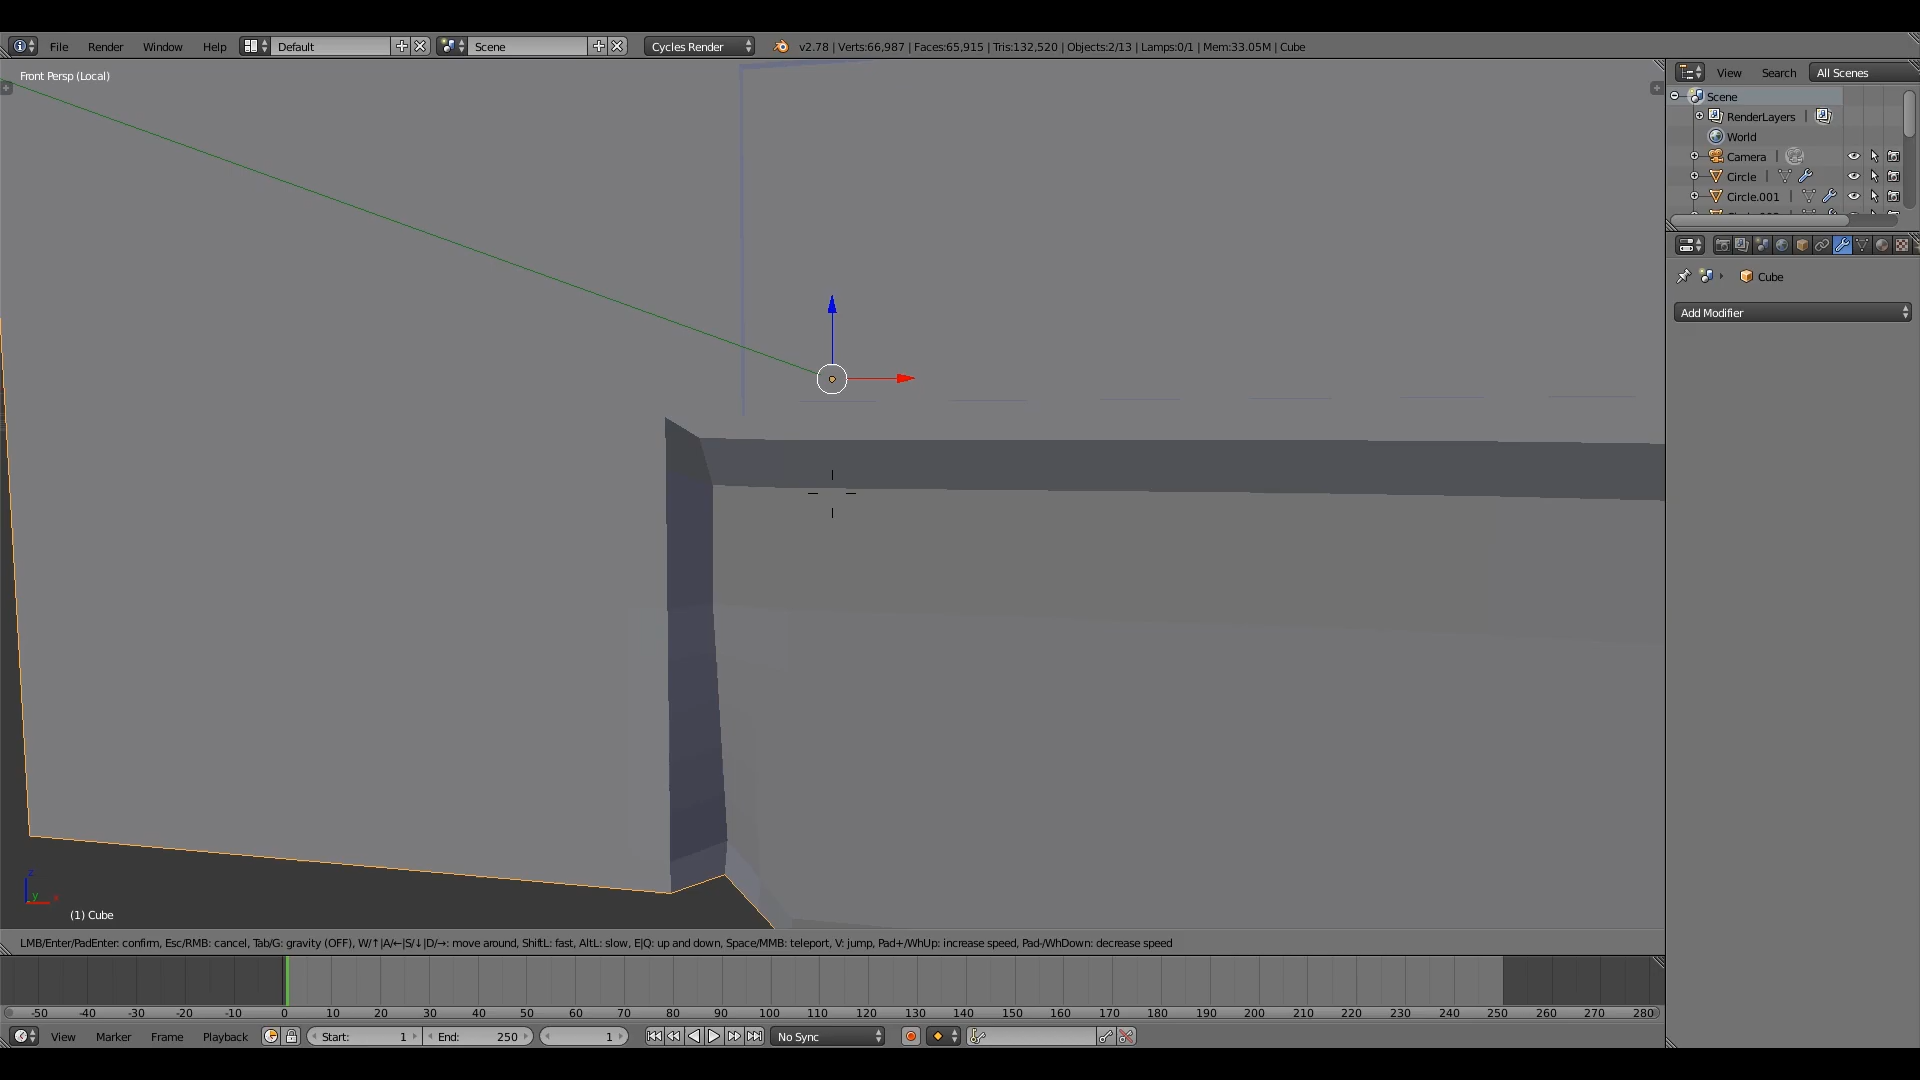 File Render Window Help Default Scene Cycles Render v2.78 | Verts:66,987 | Faces:65,915 | Tris:132,520 | Objects:2/13 | Lamps:0/1 | Mem:33.05M | Cube
Front Persp (Local)
View Search All Scenes
Scene
RenderLayers
World
Camera
Circle
Circle.001
Cube
Add Modifier
z
y
x
(1) Cube
LMB/Enter/PadEnter: confirm, Esc/RMB: cancel, Tab/G: gravity (OFF), W/↑|A/←|S/↓|D/→: move around, ShiftL: fast, AltL: slow, E|Q: up and down, Space/MMB: teleport, V: jump, Pad+/WhUp: increase speed, Pad-/WhDown: decrease speed
-50 -40 -30 -20 -10 0 10 20 30 40 50 60 70 80 90 100 110 120 130 140 150 160 170 180 190 200 210 220 230 240 250 260 270 280
View Marker Frame Playback Start: 1 End: 250 1 No Sync